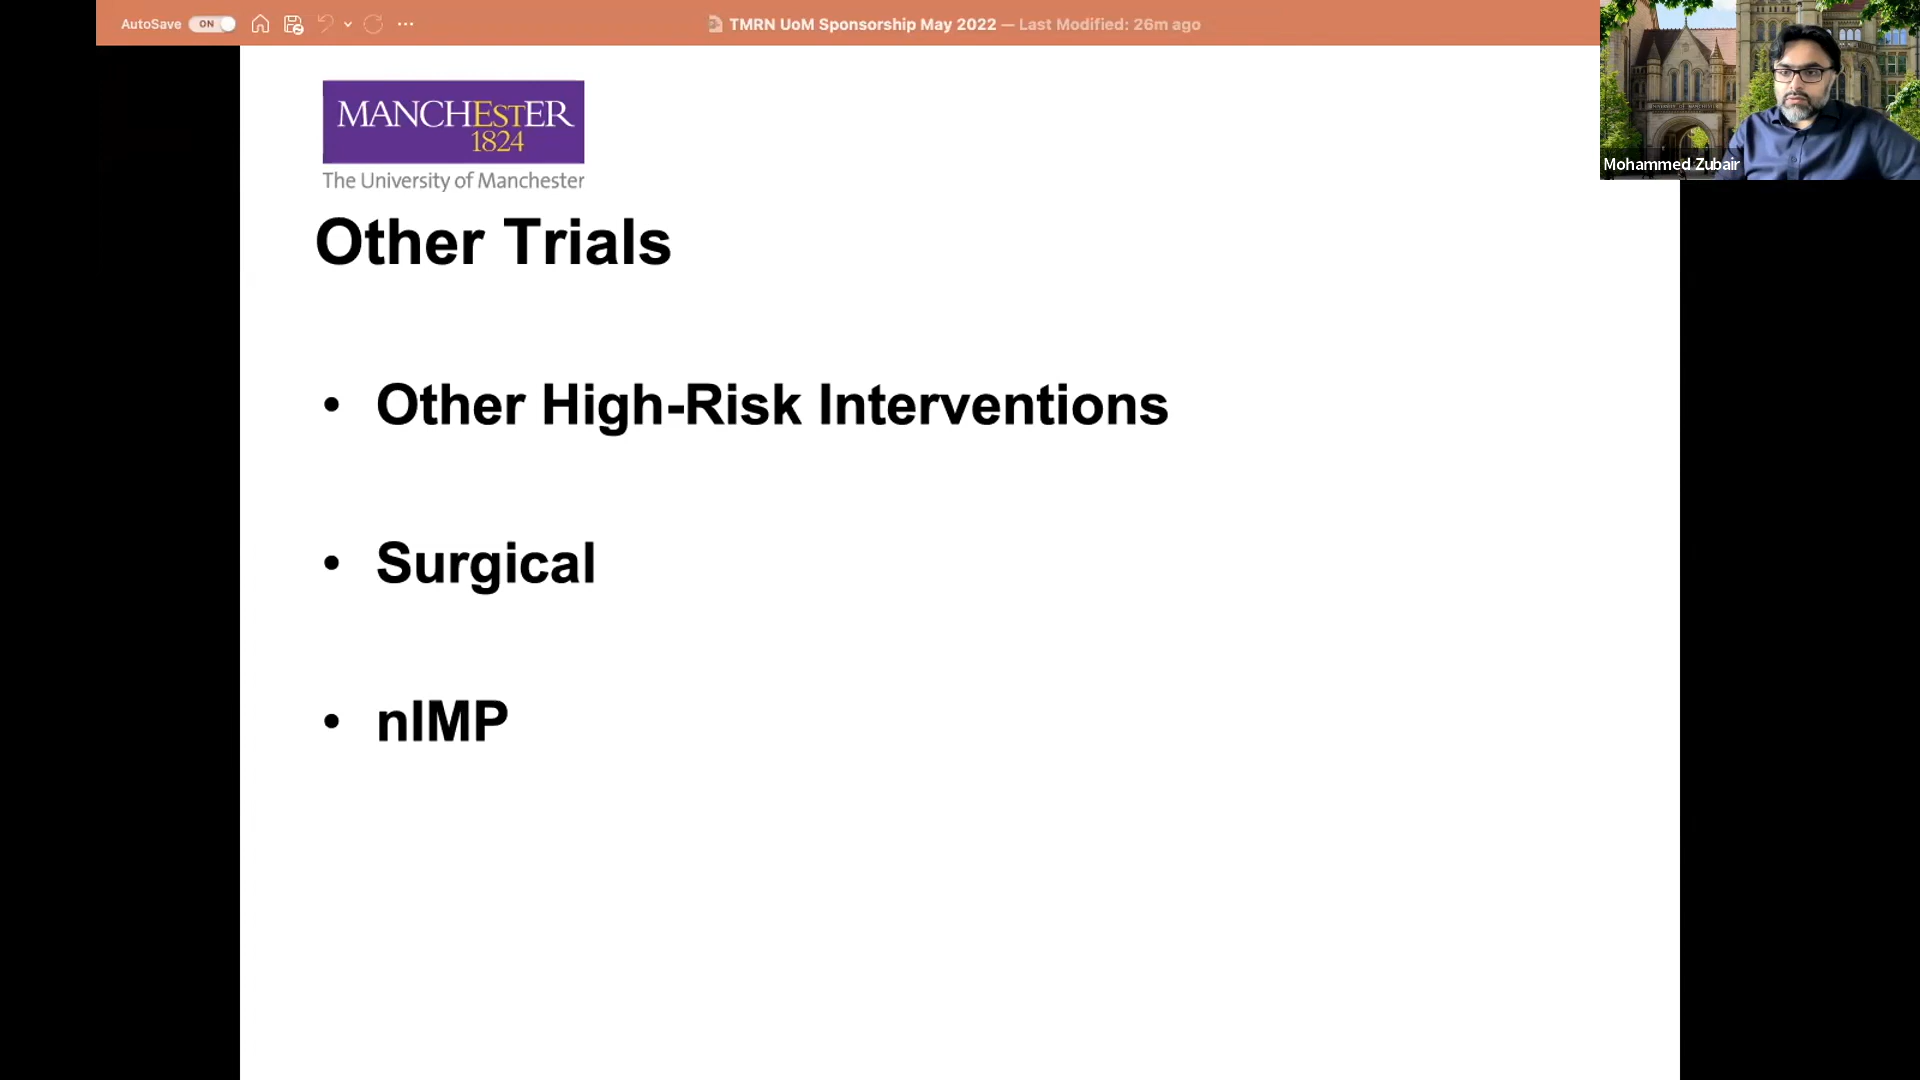 AutoSave ON TMRN UoM Sponsorship May 2022 — Last Modified: 26m ago
MANCHESTER
1824
The University of Manchester
Mohammed Zubair
Other Trials
• Other High-Risk Interventions
• Surgical
• nIMP